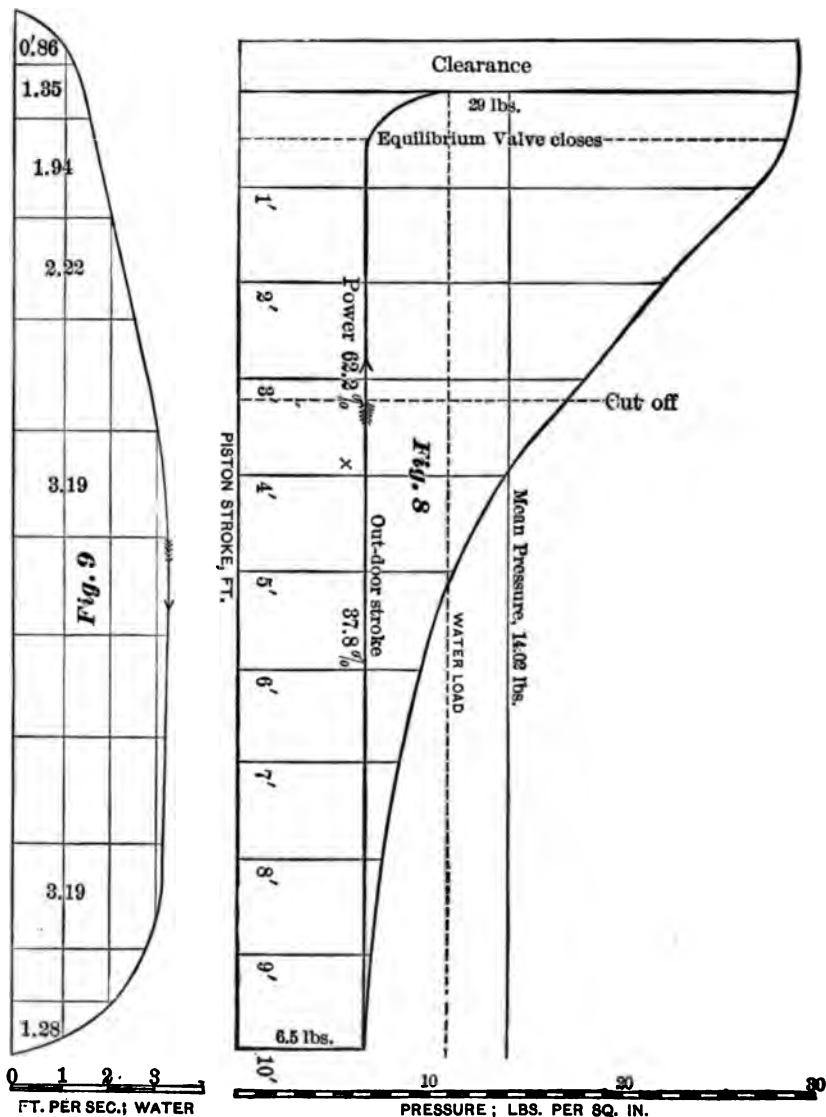 0.86
1.35
1.94
2.22
3.19
Fig. 9
3.19
1.28
0 1 2 3
FT. PER SEC.; WATER
Clearance
29 lbs.
Equilibrium Valve closes
1'
2'
3'
4'
5'
6'
7'
8'
9'
10'
Power 62.2 %
Cut off
PISTON STROKE, FT.
×
Fig. 8
Out-door stroke 37.8 %
WATER LOAD
Mean Pressure, 14.02 lbs.
6.5 lbs.
10 20 30
PRESSURE; LBS. PER SQ. IN.